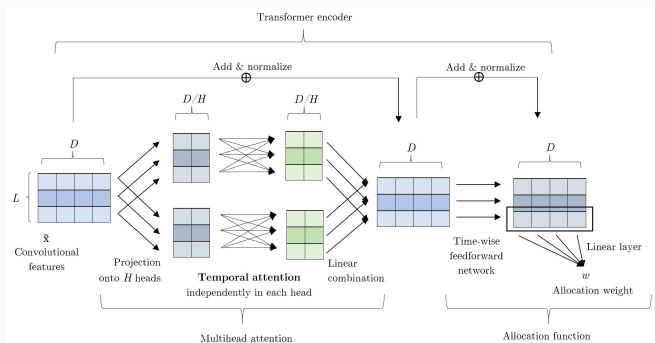 Transformer encoder
Add & normalize
Add & normalize
D/H
D/H
D
D
D
L
x̃
Convolutional
features
Projection
onto H heads
Temporal attention
independently in each head
Linear
combination
Time-wise
feedforward
network
Linear layer
w
Allocation weight
Multihead attention
Allocation function